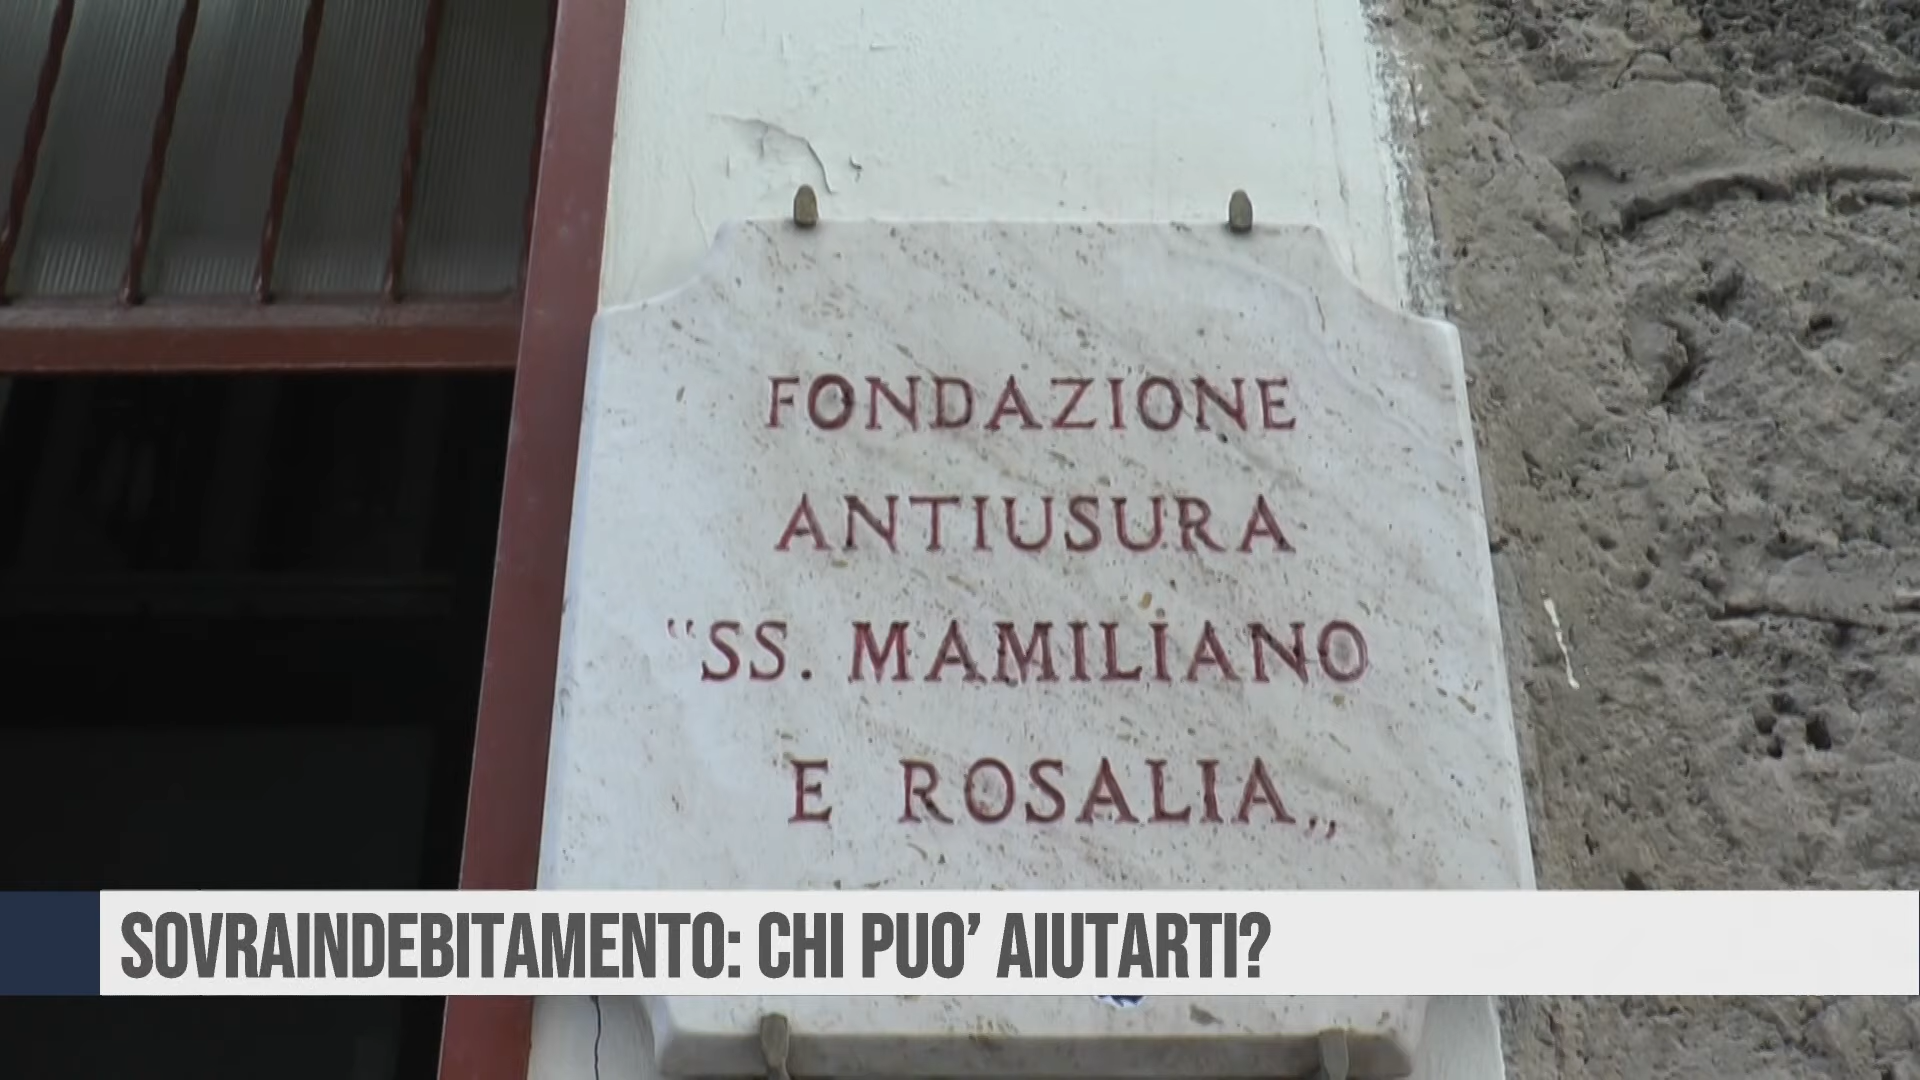 FONDAZIONE
ANTIUSURA
"SS. MAMILIANO
E ROSALIA„
SOVRAINDEBITAMENTO: CHI PUO' AIUTARTI?